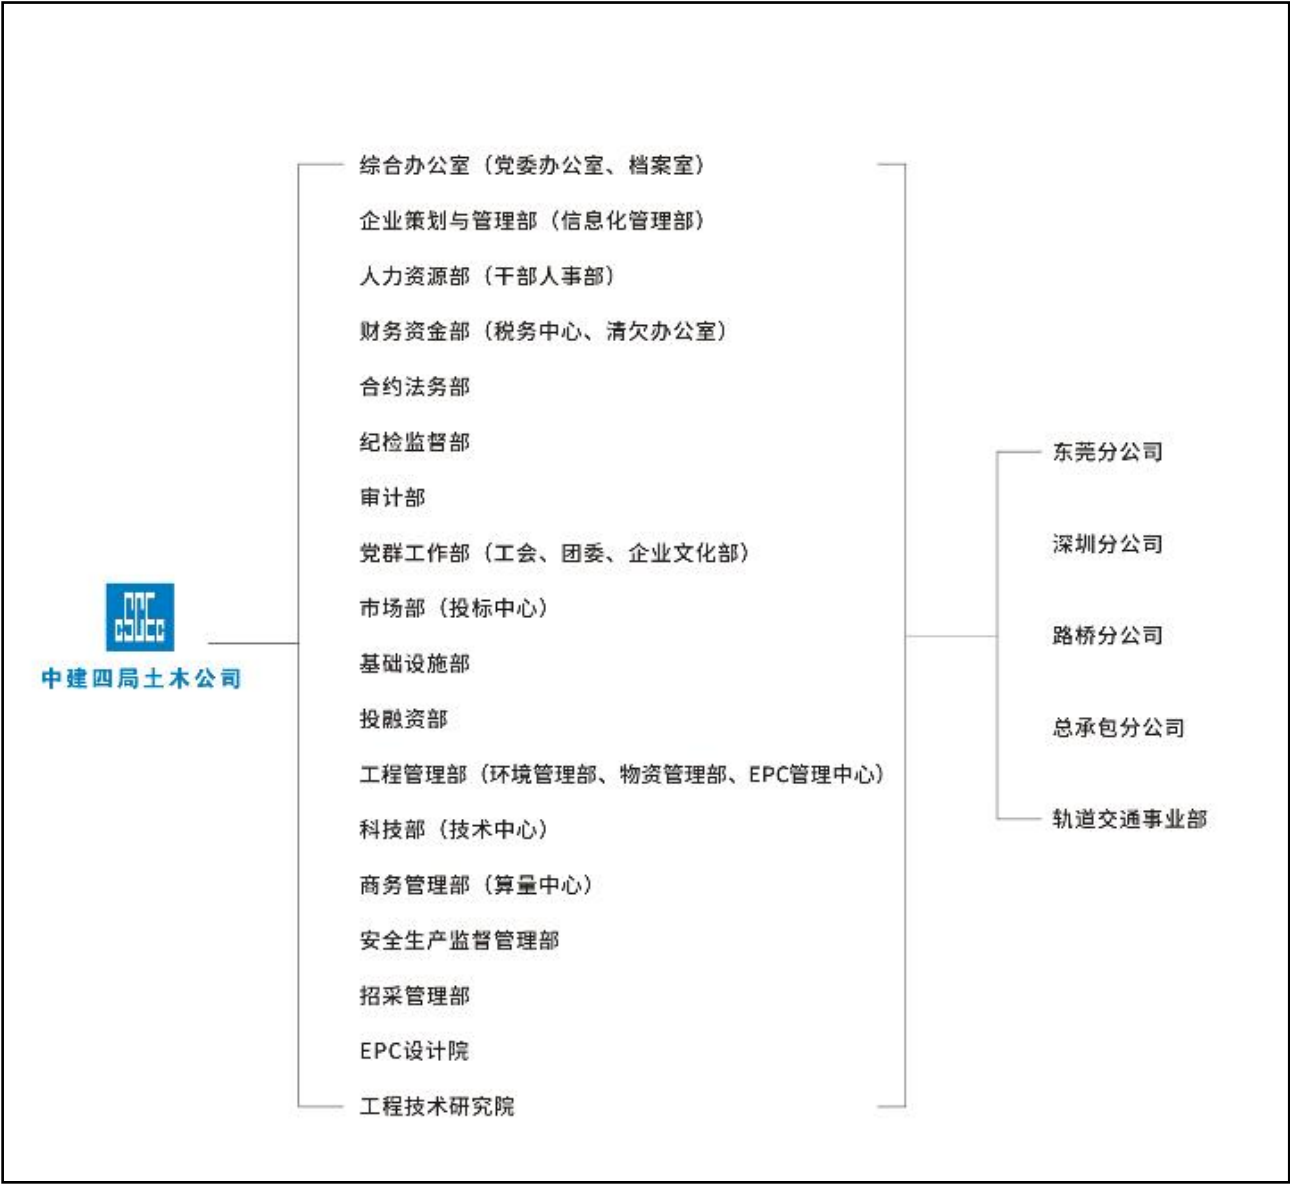 综合办公室（党委办公室、档案室）
企业策划与管理部（信息化管理部）
人力资源部（干部人事部）
财务资金部（税务中心、清欠办公室）
合约法务部
纪检监督部
审计部
党群工作部（工会、团委、企业文化部）
市场部（投标中心）
基础设施部
投融资部
工程管理部（环境管理部、物资管理部、EPC管理中心）
科技部（技术中心）
商务管理部（算量中心）
安全生产监督管理部
招采管理部
EPC设计院
工程技术研究院
CSCEC
中建四局土木公司
东莞分公司
深圳分公司
路桥分公司
总承包分公司
轨道交通事业部